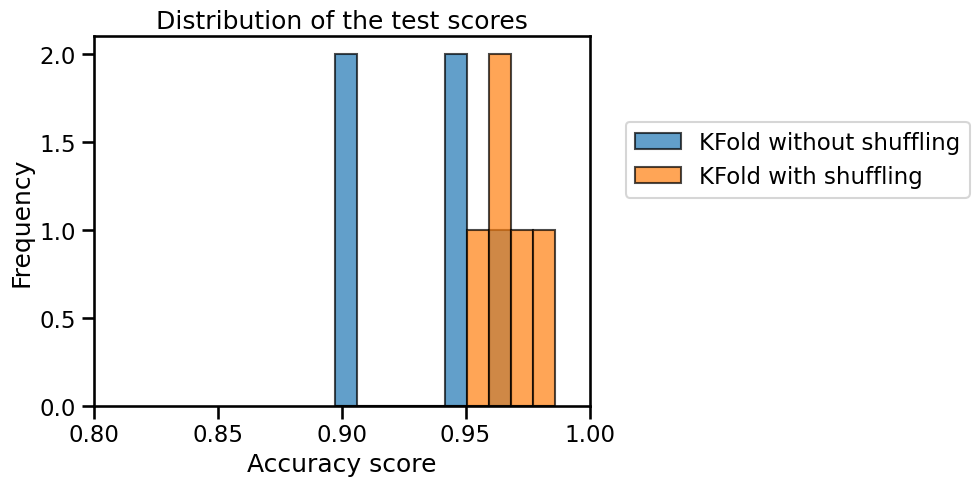 Distribution of the test scores
2.0
1.5
1.0
0.5
0.0
Frequency
0.80
0.85
0.90
0.95
1.00
Accuracy score
KFold without shuffling
KFold with shuffling